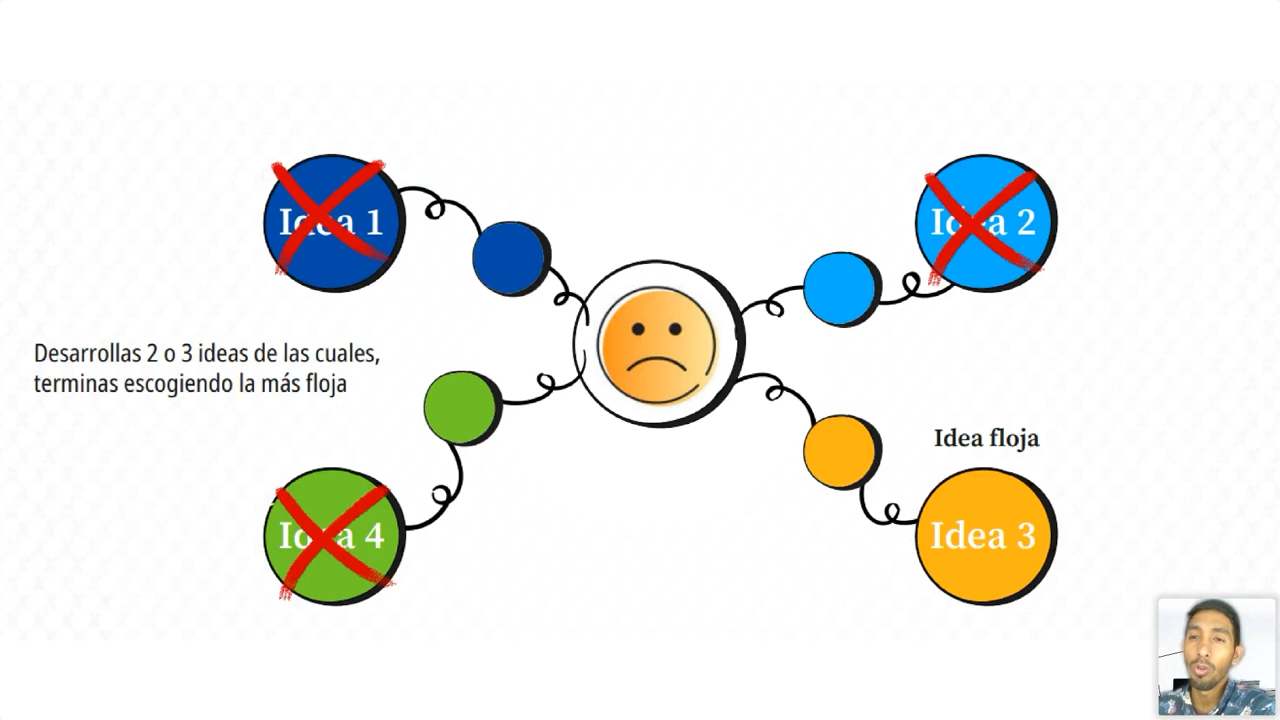 Idea 1
Idea 2
Desarrollas 2 o 3 ideas de las cuales,
terminas escogiendo la más floja
Idea floja
Idea 4
Idea 3